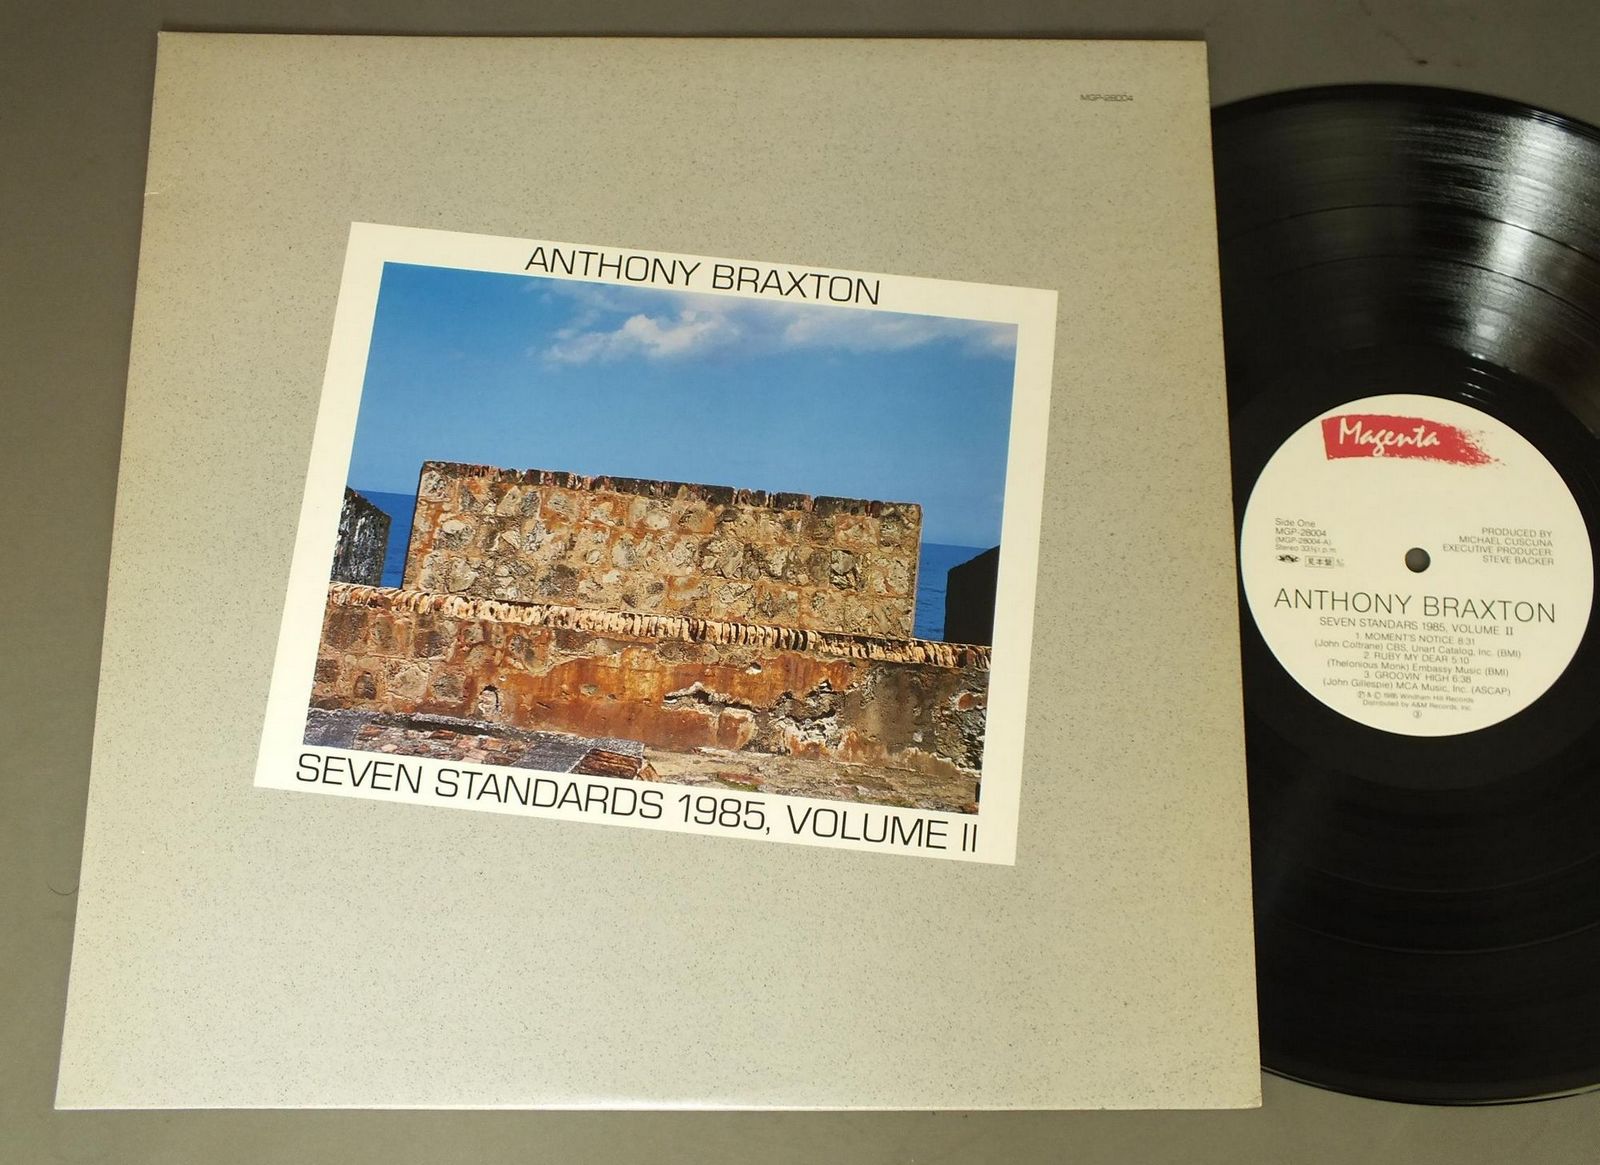 MGP-28004
ANTHONY BRAXTON
SEVEN STANDARDS 1985, VOLUME II
Magenta
Side One
MGP-28004
(MGP-28004-A)
Stereo 33⅓r.p.m
見本盤
PRODUCED BY
MICHAEL CUSCUNA
EXECUTIVE PRODUCER:
STEVE BACKER
ANTHONY BRAXTON
SEVEN STANDARS 1985, VOLUME II
1. MOMENT'S NOTICE 8:31
(John Coltrane) CBS, Unart Catalog, Inc. (BMI)
2. RUBY MY DEAR 5:10
(Thelonious Monk) Embassy Music (BMI)
3. GROOVIN' HIGH 6:38
(John Gillespie) MCA Music, Inc. (ASCAP)
Ⓟ & © 1985 Windham Hill Records
Distributed by A&M Records, Inc.
③